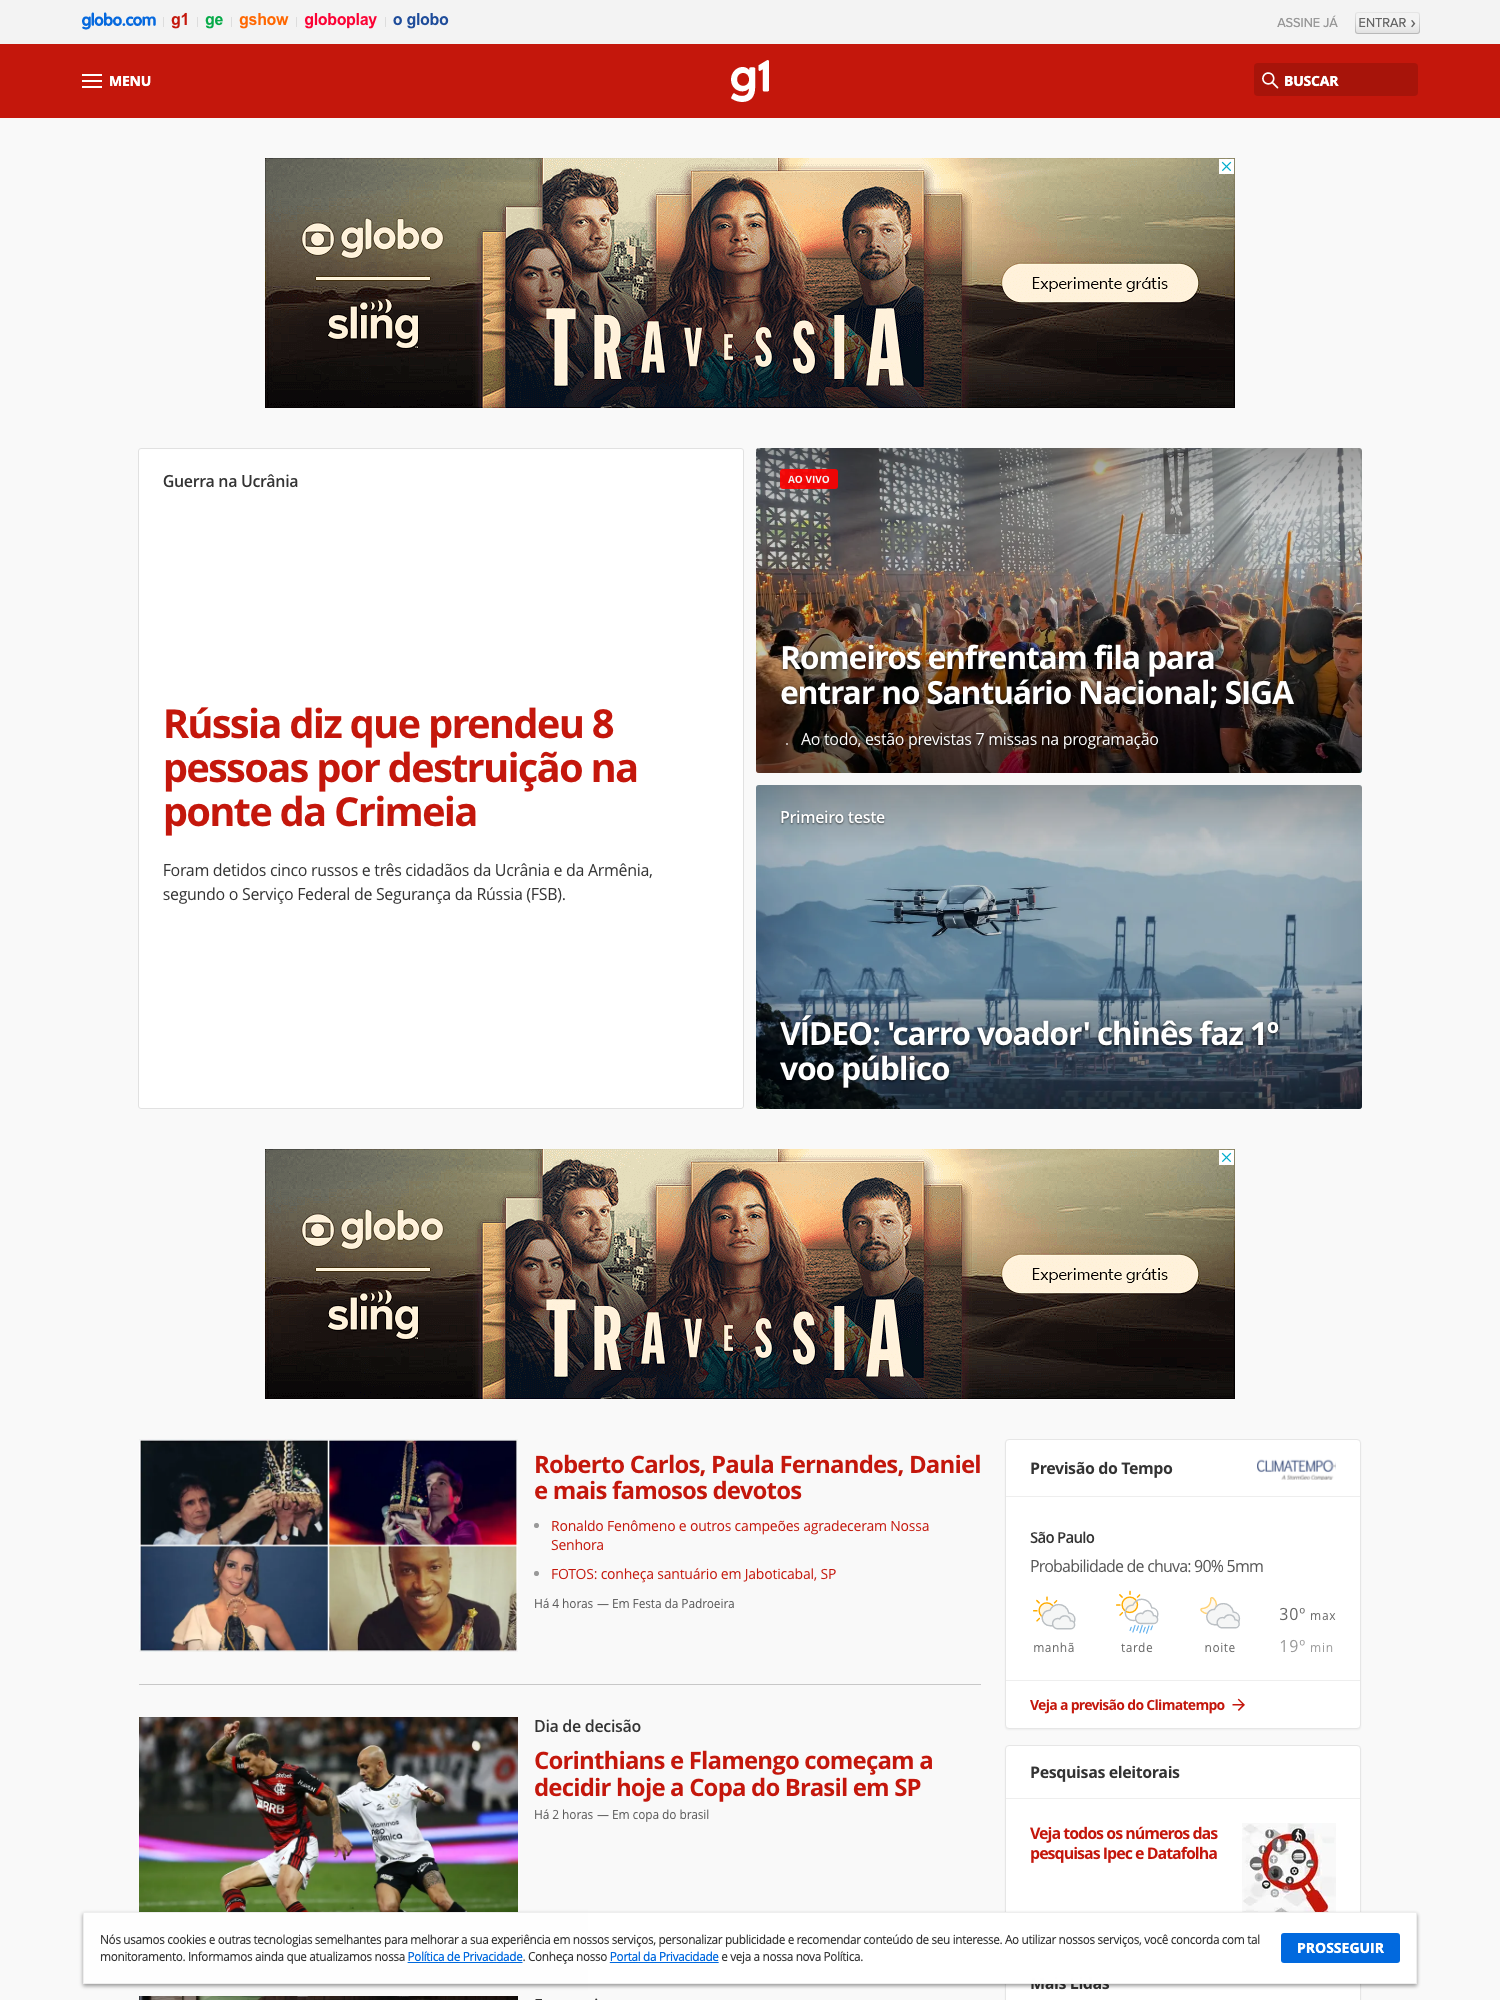 globo.com g1 ge gshow globoplay o globo
ASSINE JÁ ENTRAR ›
MENU
g1
BUSCAR
globo
sling
TRAVESSIA
Experimente grátis
Guerra na Ucrânia
Rússia diz que prendeu 8
pessoas por destruição na
ponte da Crimeia
Foram detidos cinco russos e três cidadãos da Ucrânia e da Armênia,
segundo o Serviço Federal de Segurança da Rússia (FSB).
AO VIVO
Romeiros enfrentam fila para
entrar no Santuário Nacional; SIGA
. Ao todo, estão previstas 7 missas na programação
Primeiro teste
VÍDEO: 'carro voador' chinês faz 1º
voo público
globo
sling
TRAVESSIA
Experimente grátis
Roberto Carlos, Paula Fernandes, Daniel
e mais famosos devotos
Ronaldo Fenômeno e outros campeões agradeceram Nossa
Senhora
FOTOS: conheça santuário em Jaboticabal, SP
Há 4 horas — Em Festa da Padroeira
Dia de decisão
Corinthians e Flamengo começam a
decidir hoje a Copa do Brasil em SP
Há 2 horas — Em copa do brasil
BRB
Previsão do Tempo
CLIMATEMPO
São Paulo
Probabilidade de chuva: 90% 5mm
manhã tarde noite
30º max
19º min
Veja a previsão do Climatempo →
Pesquisas eleitorais
Veja todos os números das
pesquisas Ipec e Datafolha
Nós usamos cookies e outras tecnologias semelhantes para melhorar a sua experiência em nossos serviços, personalizar publicidade e recomendar conteúdo de seu interesse. Ao utilizar nossos serviços, você concorda com tal
monitoramento. Informamos ainda que atualizamos nossa Política de Privacidade. Conheça nosso Portal da Privacidade e veja a nossa nova Política.
PROSSEGUIR
Mais Lidas